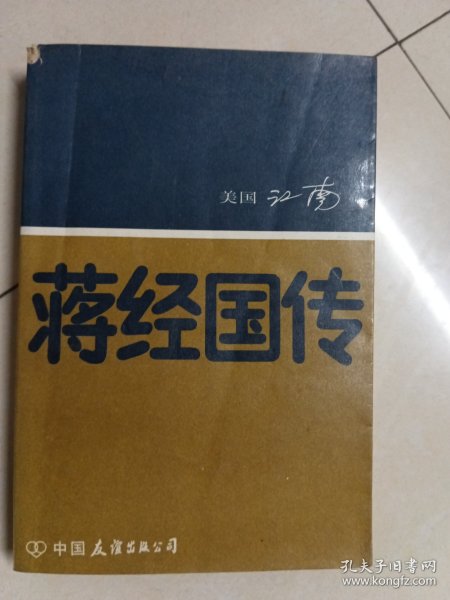 美国 江南
蒋经国传
中国友谊出版公司
孔夫子旧书网
www.kongfz.com